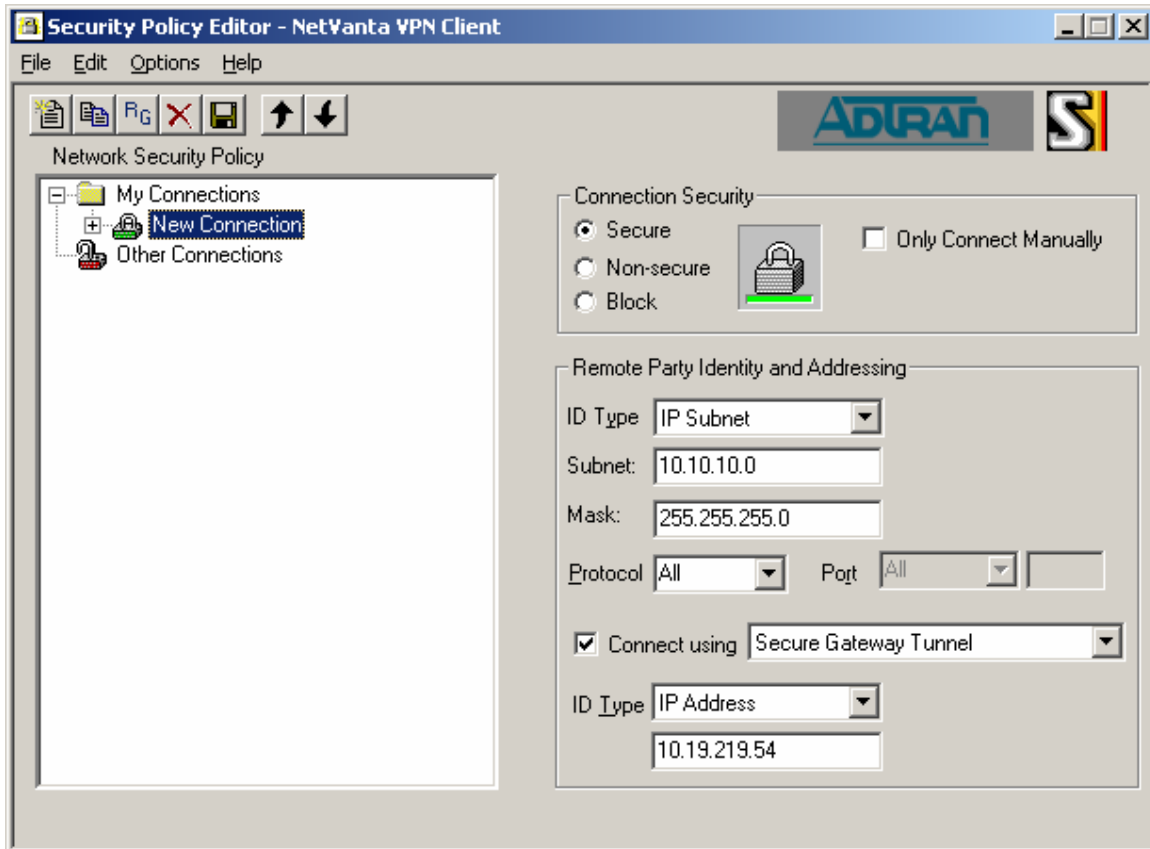 Security Policy Editor - NetVanta VPN Client
File Edit Options Help
RG
ADTRAN S
Network Security Policy
My Connections
New Connection
Other Connections
Connection Security
Secure
Non-secure
Block
Only Connect Manually
Remote Party Identity and Addressing
ID Type IP Subnet
Subnet: 10.10.10.0
Mask: 255.255.255.0
Protocol All Port All
Connect using Secure Gateway Tunnel
ID Type IP Address
10.19.219.54